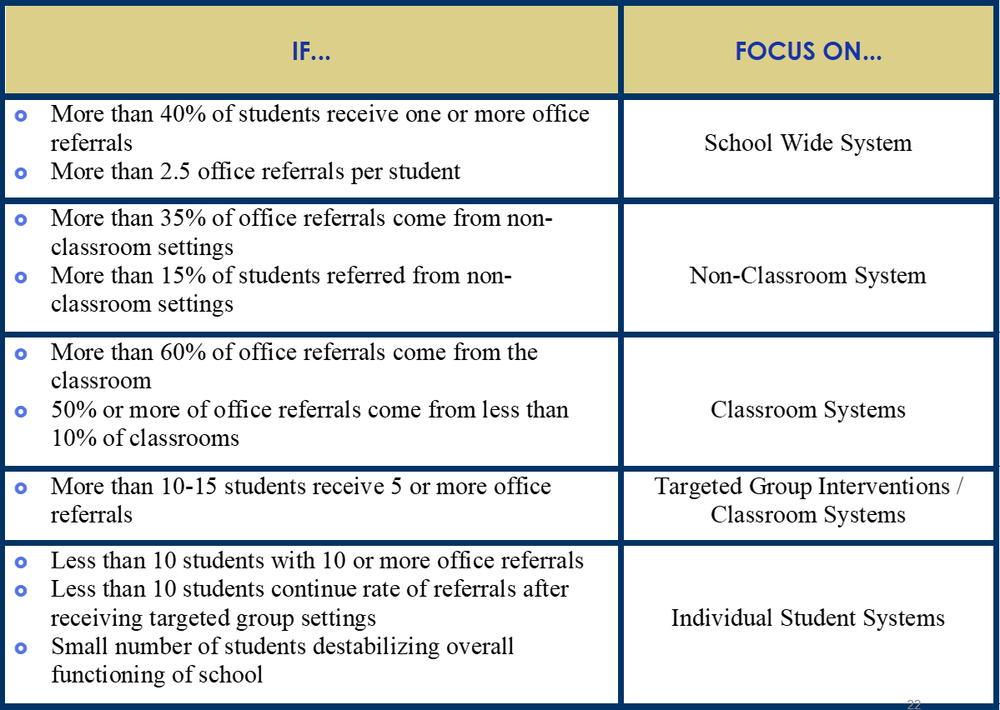 IF...
FOCUS ON...
More than 40% of students receive one or more office
referrals
More than 2.5 office referrals per student
School Wide System
More than 35% of office referrals come from non-
classroom settings
More than 15% of students referred from non-
classroom settings
Non-Classroom System
More than 60% of office referrals come from the
classroom
50% or more of office referrals come from less than
10% of classrooms
Classroom Systems
More than 10-15 students receive 5 or more office
referrals
Targeted Group Interventions /
Classroom Systems
Less than 10 students with 10 or more office referrals
Less than 10 students continue rate of referrals after
receiving targeted group settings
Small number of students destabilizing overall
functioning of school
Individual Student Systems
22